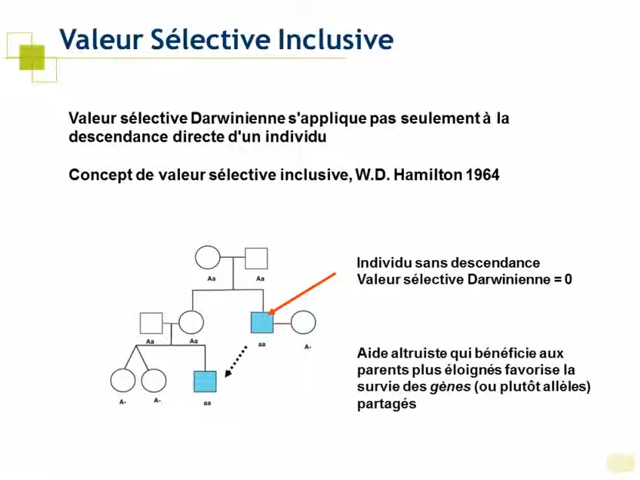 Valeur Sélective Inclusive
Valeur sélective Darwinienne s'applique pas seulement à la
descendance directe d'un individu
Concept de valeur sélective inclusive, W.D. Hamilton 1964
Aa Aa
Individu sans descendance
Valeur sélective Darwinienne = 0
Aa Aa aa A-
Aide altruiste qui bénéficie aux
parents plus éloignés favorise la
survie des gènes (ou plutôt allèles)
partagés
A- A- aa